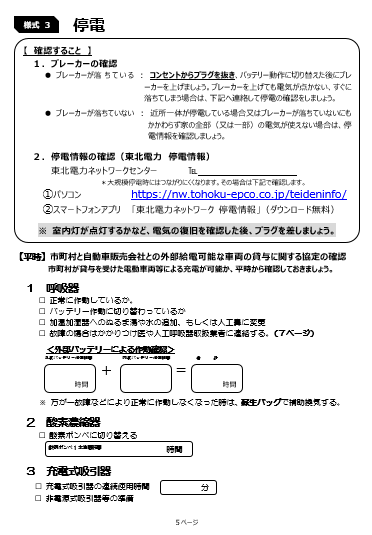 様式 3 停電
【 確認すること 】
1．ブレーカーの確認
● ブレーカーが落ちている ： コンセントからプラグを抜き、バッテリー動作に切り替えた後にブレ
ーカーを上げましょう。ブレーカーを上げても電気が点かない、すぐに
落ちてしまう場合は、下記へ連絡して停電の確認をしましょう。
● ブレーカーが落ちていない ： 近所一体が停電している場合又はブレーカーが落ちていないにも
かかわらず家の全部（又は一部）の電気が使えない場合は、停
電情報を確認しましょう。
2．停電情報の確認（東北電力 停電情報）
東北電力ネットワークセンター ℡
＊大規模停電時にはつながりにくくなります。その場合は下記で確認します。
①パソコン https://nw.tohoku-epco.co.jp/teideninfo/
②スマートフォンアプリ 「東北電力ネットワーク 停電情報」（ダウンロード無料）
※ 室内灯が点灯するかなど、電気の復旧を確認した後、プラグを差しましょう。
【平時】市町村と自動車販売会社との外部給電可能な車両の貸与に関する協定の確認
市町村が貸与を受けた電動車両等による充電が可能か、平時から確認しておきましょう。
1 呼吸器
□ 正常に作動しているか。
□ バッテリー作動に切り替わっているか
□ 加温加湿器へのぬるま湯や水の追加、もしくは人工鼻に変更
□ 故障の場合はかかりつけ医や人工呼吸器取扱業者に連絡する。(7ページ)
＜外部バッテリーによる作動確認＞
時間 ＋ 時間 ＝ 時間
※ 万が一故障などにより正常に作動しなくなった時は、蘇生バッグで補助換気する。
2 酸素濃縮器
□ 酸素ボンベに切り替える
時間
3 充電式吸引器
□ 充電式吸引器の連続使用時間 分
□ 非電源式吸引器等の準備
5ページ